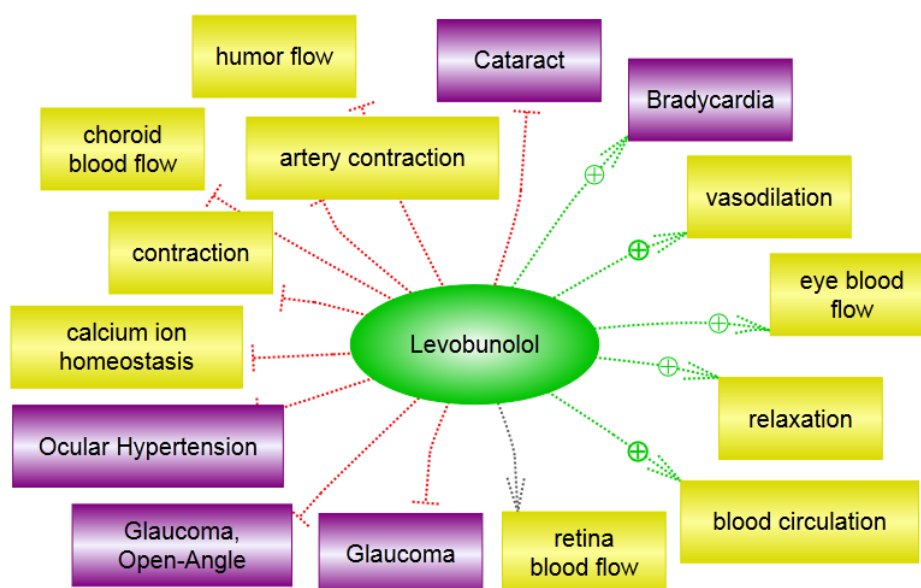 humor flow
Cataract
Bradycardia
choroid
blood flow
artery contraction
vasodilation
contraction
eye blood
flow
calcium ion
homeostasis
Levobunolol
relaxation
Ocular Hypertension
Glaucoma,
Open-Angle
Glaucoma
retina
blood flow
blood circulation